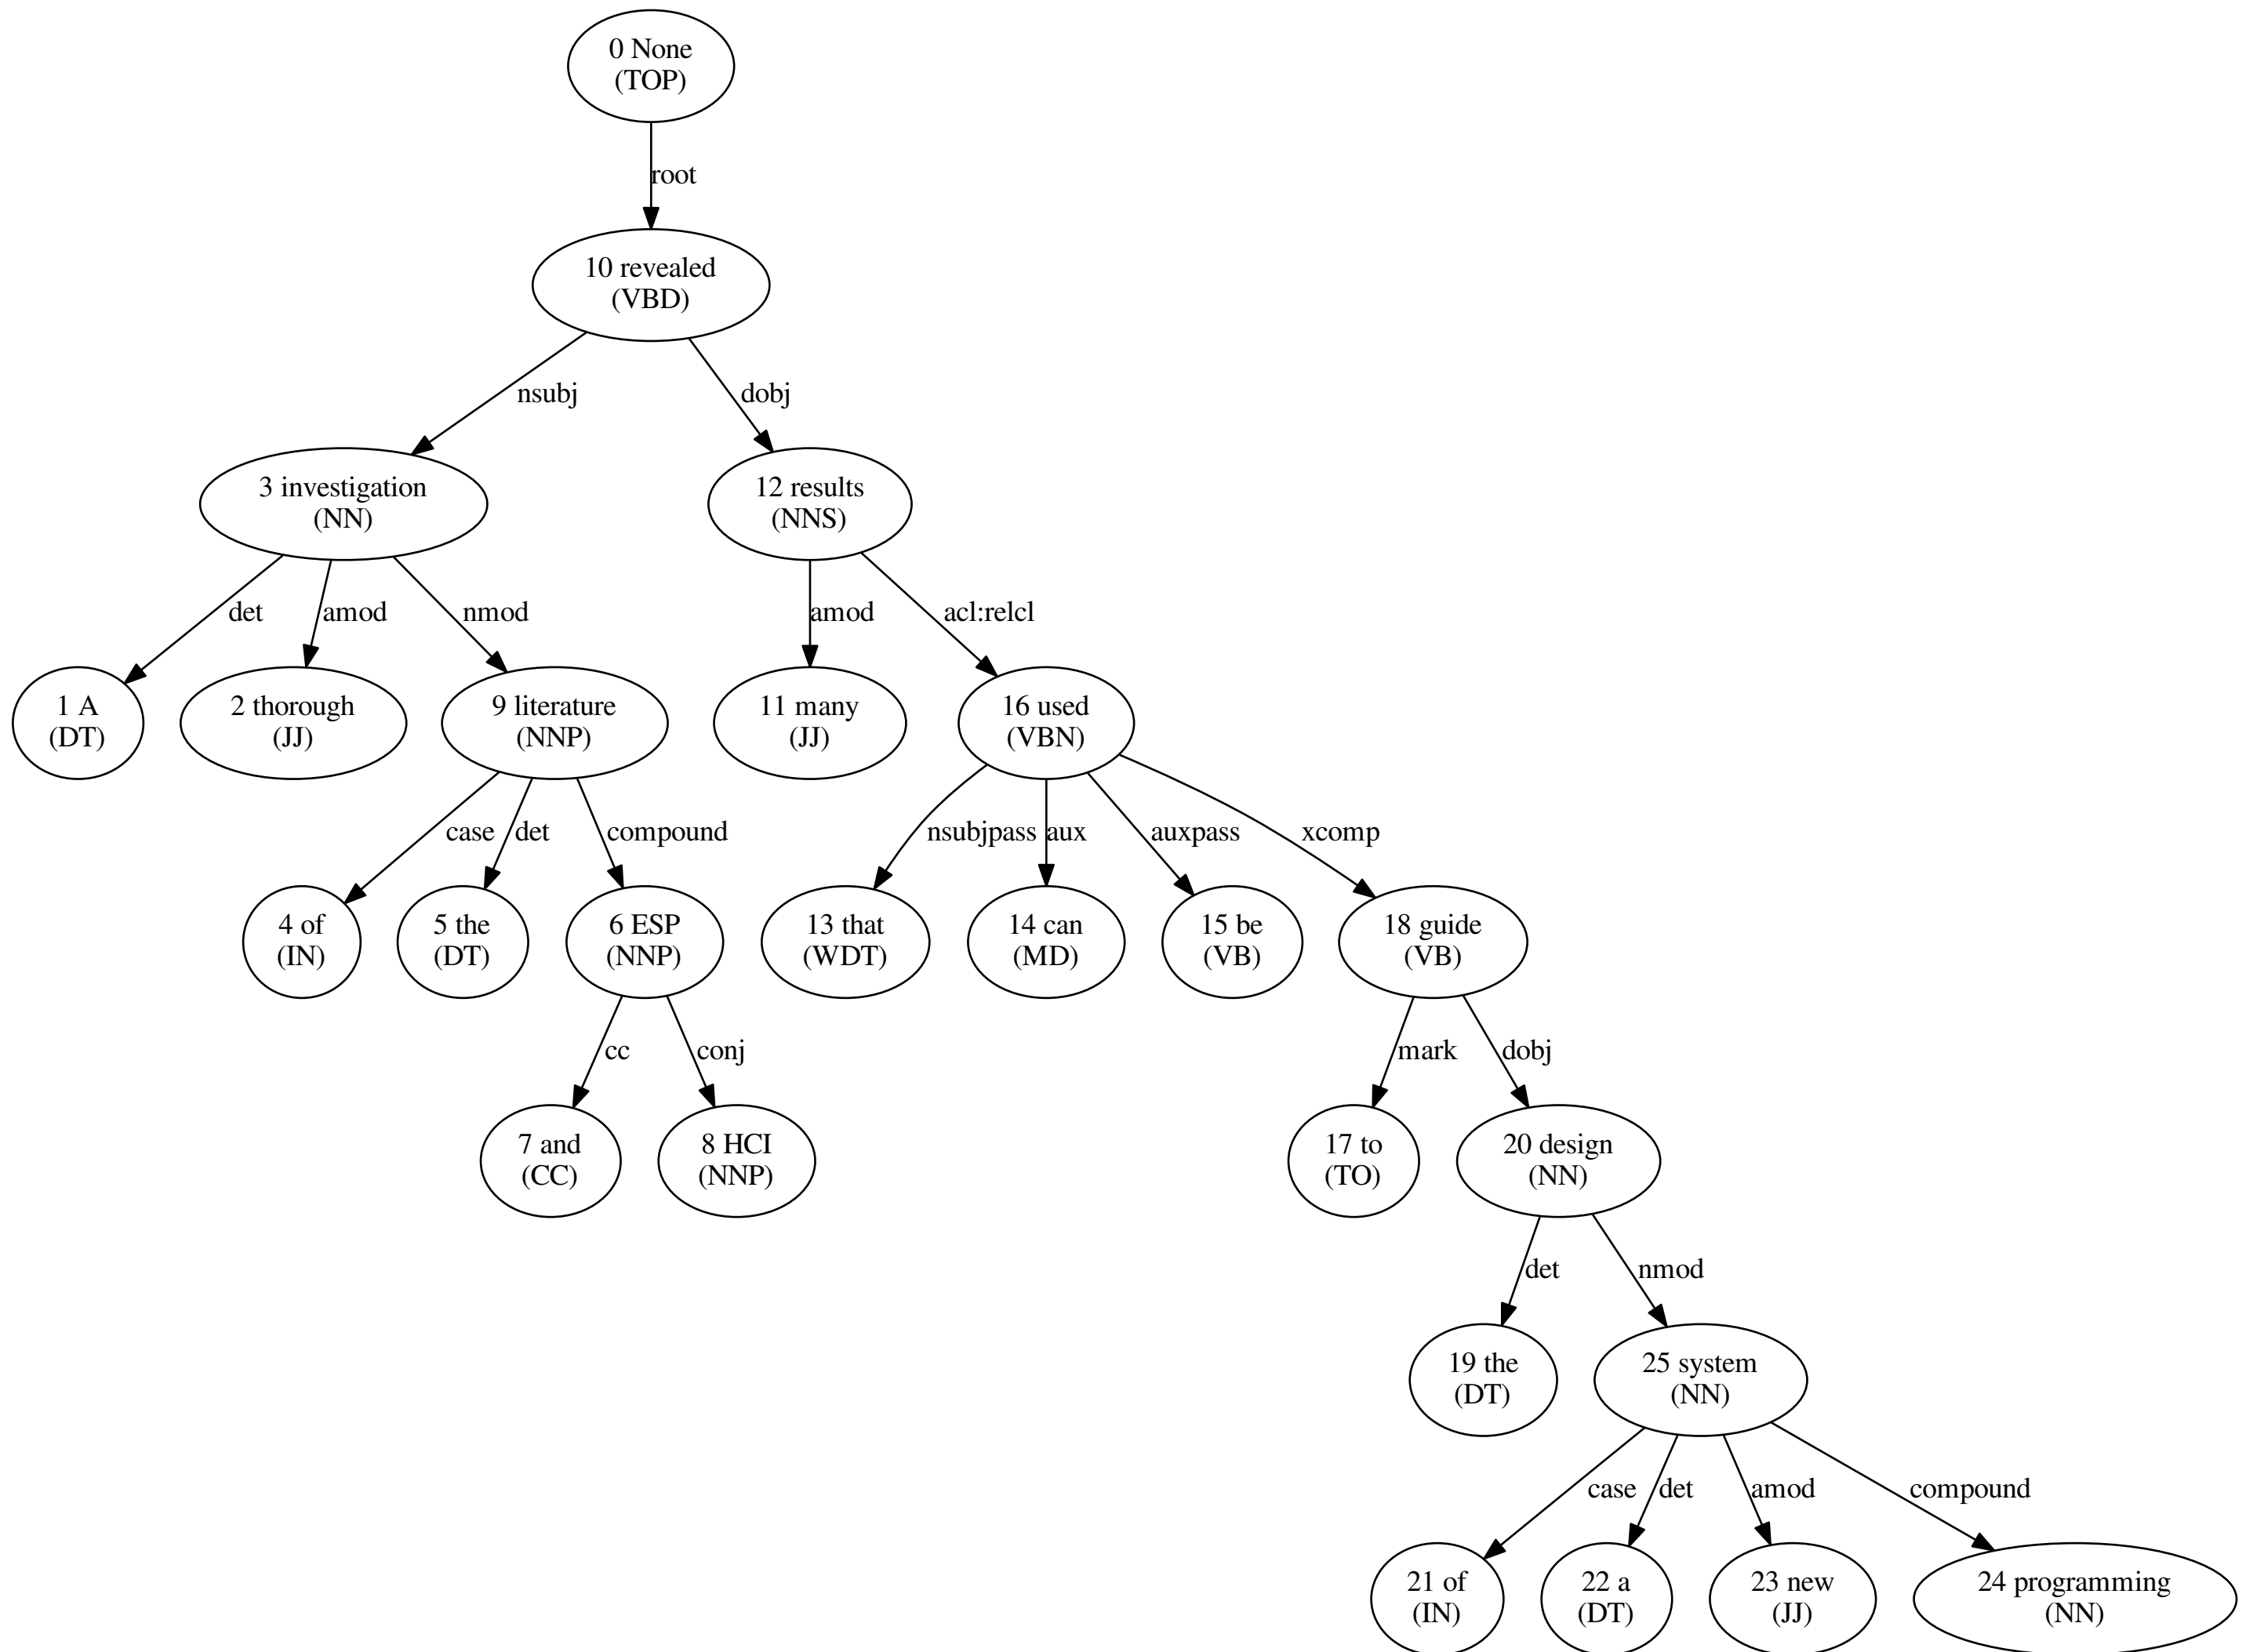 0 None
(TOP)
root
10 revealed
(VBD)
nsubj
dobj
3 investigation
(NN)
12 results
(NNS)
det
amod
nmod
amod
acl:relcl
1 A
(DT)
2 thorough
(JJ)
9 literature
(NNP)
11 many
(JJ)
16 used
(VBN)
case
det
compound
nsubjpass
aux
auxpass
xcomp
4 of
(IN)
5 the
(DT)
6 ESP
(NNP)
13 that
(WDT)
14 can
(MD)
15 be
(VB)
18 guide
(VB)
cc
conj
mark
dobj
7 and
(CC)
8 HCI
(NNP)
17 to
(TO)
20 design
(NN)
det
nmod
19 the
(DT)
25 system
(NN)
case
det
amod
compound
21 of
(IN)
22 a
(DT)
23 new
(JJ)
24 programming
(NN)